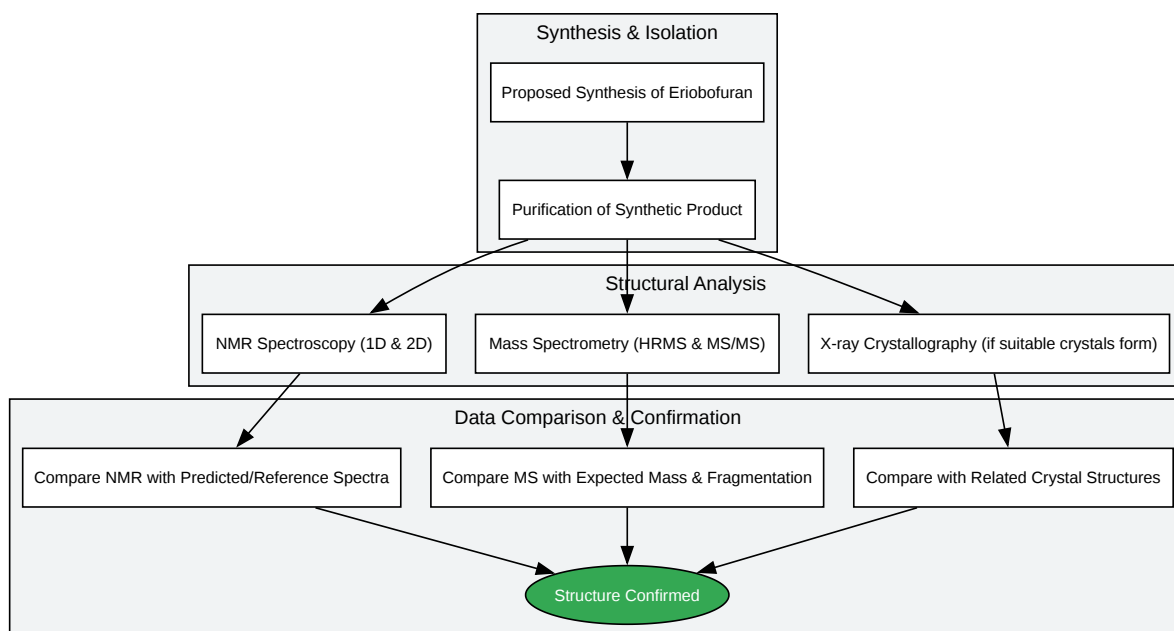 Synthesis & Isolation
Proposed Synthesis of Eriobofuran
Purification of Synthetic Product
Structural Analysis
NMR Spectroscopy (1D & 2D)
Mass Spectrometry (HRMS & MS/MS)
X-ray Crystallography (if suitable crystals form)
Data Comparison & Confirmation
Compare NMR with Predicted/Reference Spectra
Compare MS with Expected Mass & Fragmentation
Compare with Related Crystal Structures
Structure Confirmed